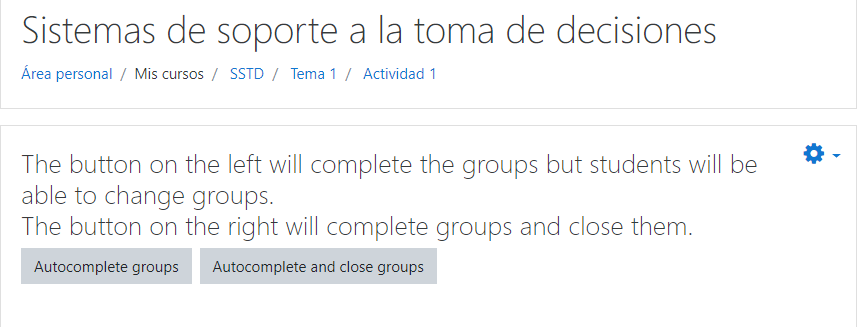 Sistemas de soporte a la toma de decisiones
Área personal / Mis cursos / SSTD / Tema 1 / Actividad 1
The button on the left will complete the groups but students will be
able to change groups.
The button on the right will complete groups and close them.
Autocomplete groups Autocomplete and close groups